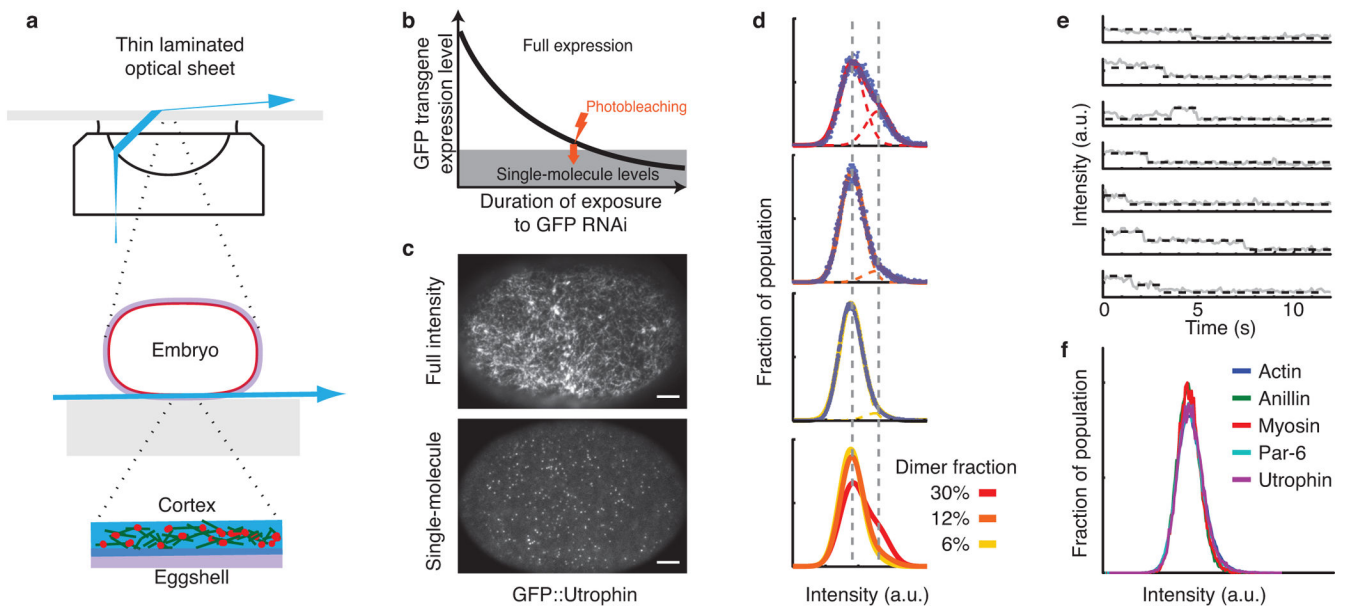 a
Thin laminated
optical sheet
Embryo
Cortex
Eggshell
b
GFP transgene
expression level
Full expression
Photobleaching
Single-molecule levels
Duration of exposure
to GFP RNAi
c
Full intensity
Single-molecule
GFP::Utrophin
d
Fraction of population
Dimer fraction
30%
12%
6%
Intensity (a.u.)
e
Intensity (a.u.)
0 5 10
Time (s)
f
Fraction of population
Actin
Anillin
Myosin
Par-6
Utrophin
Intensity (a.u.)